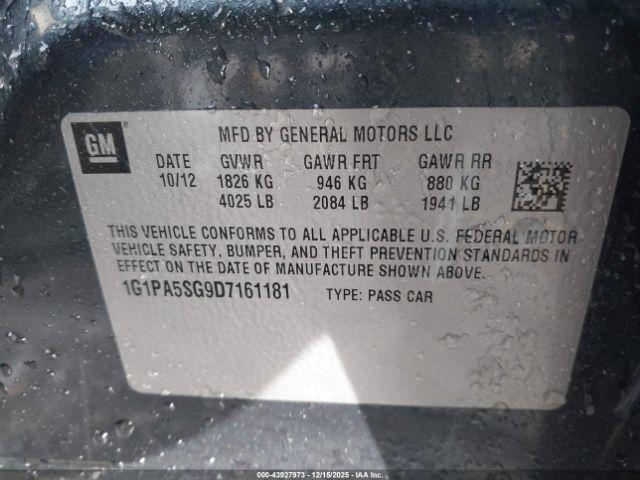 GM
MFD BY GENERAL MOTORS LLC
DATE GVWR GAWR FRT GAWR RR
10/12 1826 KG 946 KG 880 KG
4025 LB 2084 LB 1941 LB
THIS VEHICLE CONFORMS TO ALL APPLICABLE U.S. FEDERAL MOTOR
VEHICLE SAFETY, BUMPER, AND THEFT PREVENTION STANDARDS IN
EFFECT ON THE DATE OF MANUFACTURE SHOWN ABOVE.
1G1PA5SG9D7161181 TYPE: PASS CAR
000-43927973 - 12/15/2025 - IAA Inc.